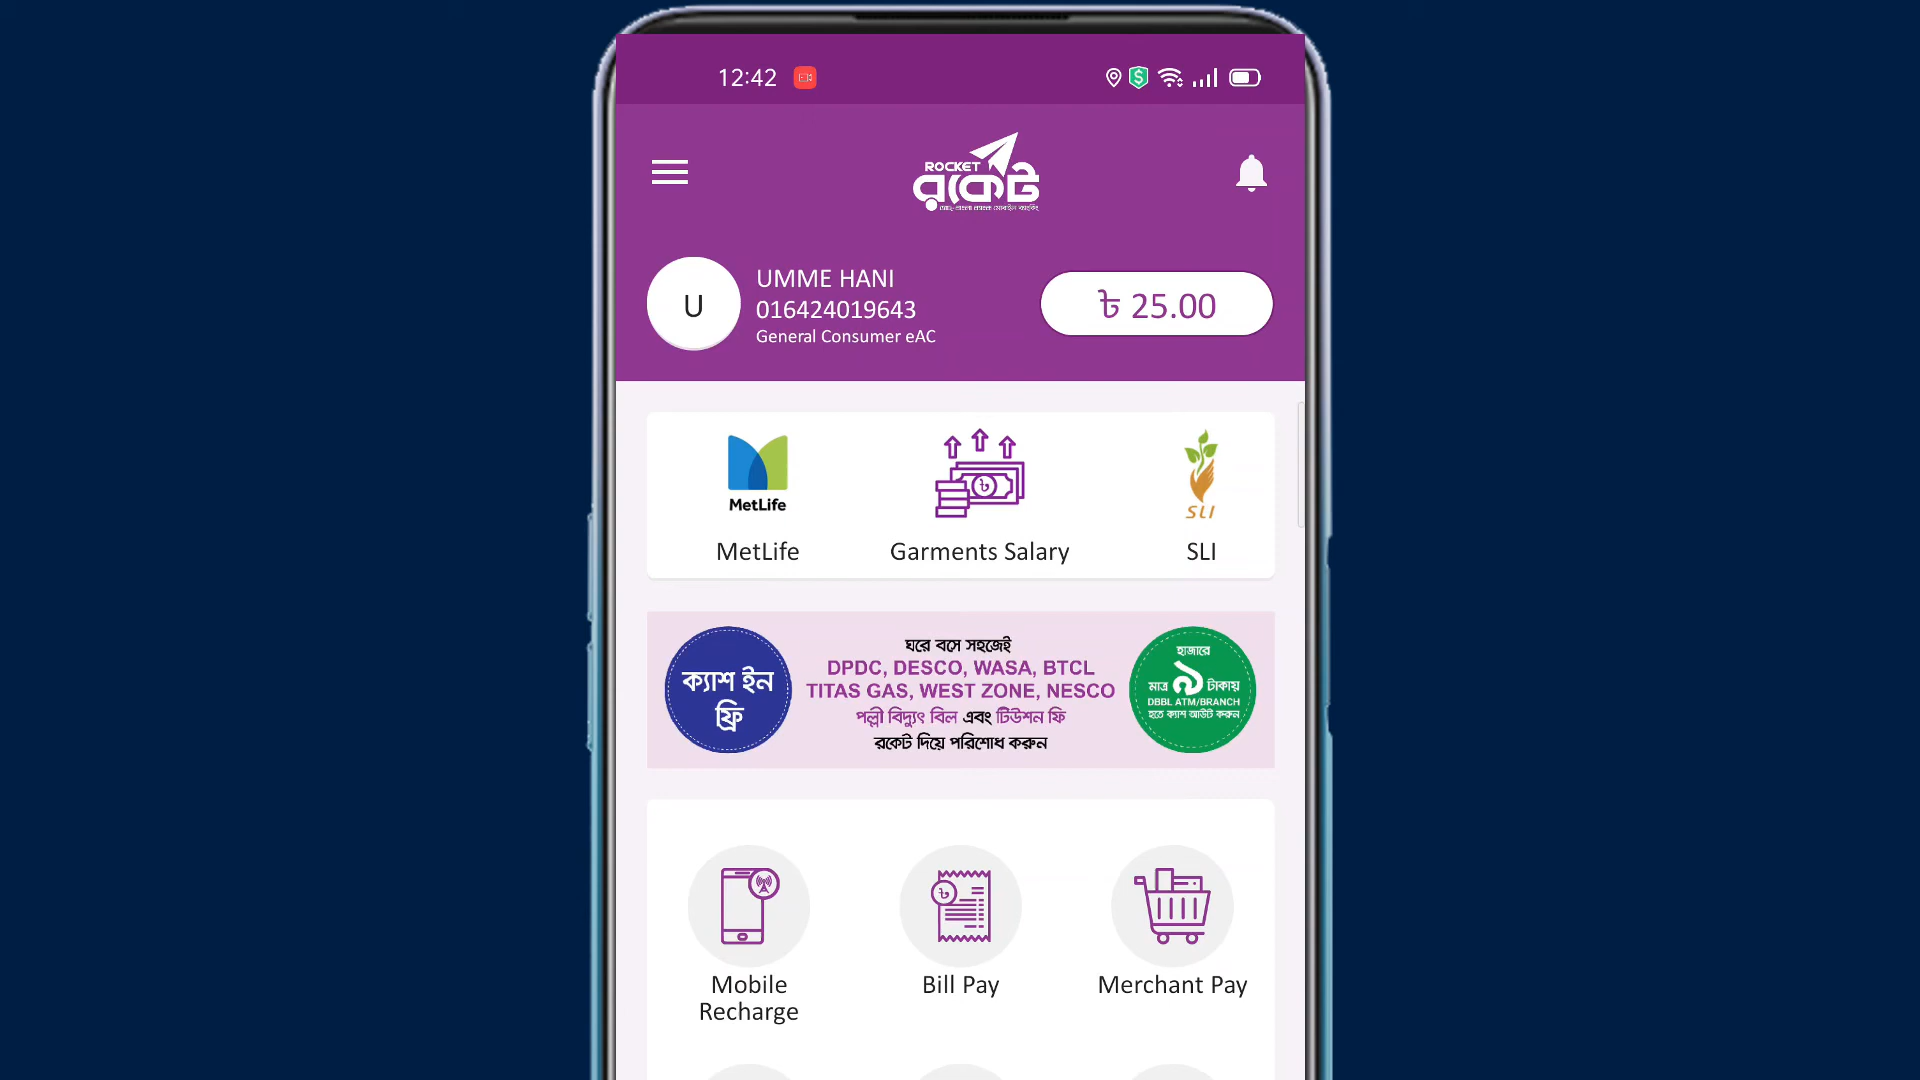 12:42
ROCKET
রকেট
UMME HANI
016424019643
General Consumer eAC
৳ 25.00
MetLife
SLI
MetLife
Garments Salary
SLI
ক্যাশ ইন
ফ্রি
ঘরে বসে সহজেই
DPDC, DESCO, WASA, BTCL
TITAS GAS, WEST ZONE, NESCO
পল্লী বিদ্যুৎ বিল এবং টিউশন ফি
রকেট দিয়ে পরিশোধ করুন
হাজারে
মাত্র ৯ টাকায়
DBBL ATM/BRANCH
হতে ক্যাশ আউট করুন
Mobile
Recharge
Bill Pay
Merchant Pay